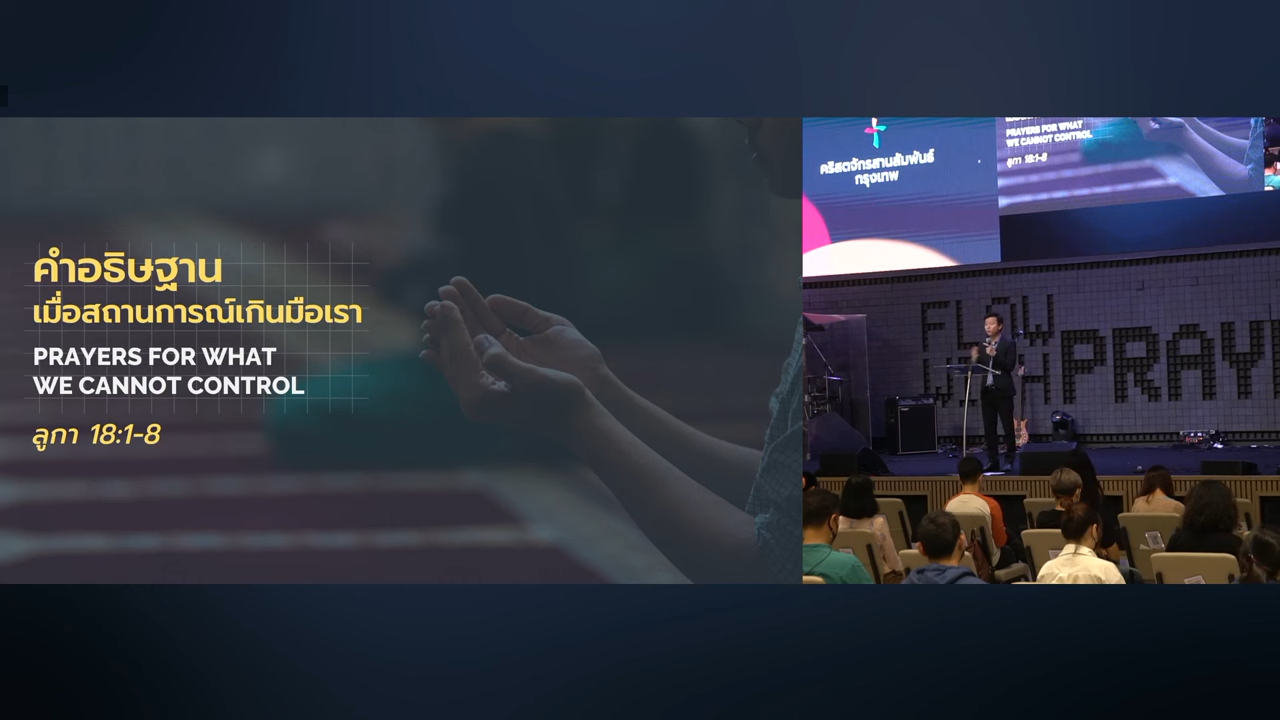 คำอธิษฐาน
เมื่อสถานการณ์เกินมือเรา
PRAYERS FOR WHAT
WE CANNOT CONTROL
ลูกา 18:1-8
คริสตจักรสานสัมพันธ์
กรุงเทพ
PRAYERS FOR WHAT
WE CANNOT CONTROL
ลูกา 18:1-8
FLOW
PRAY